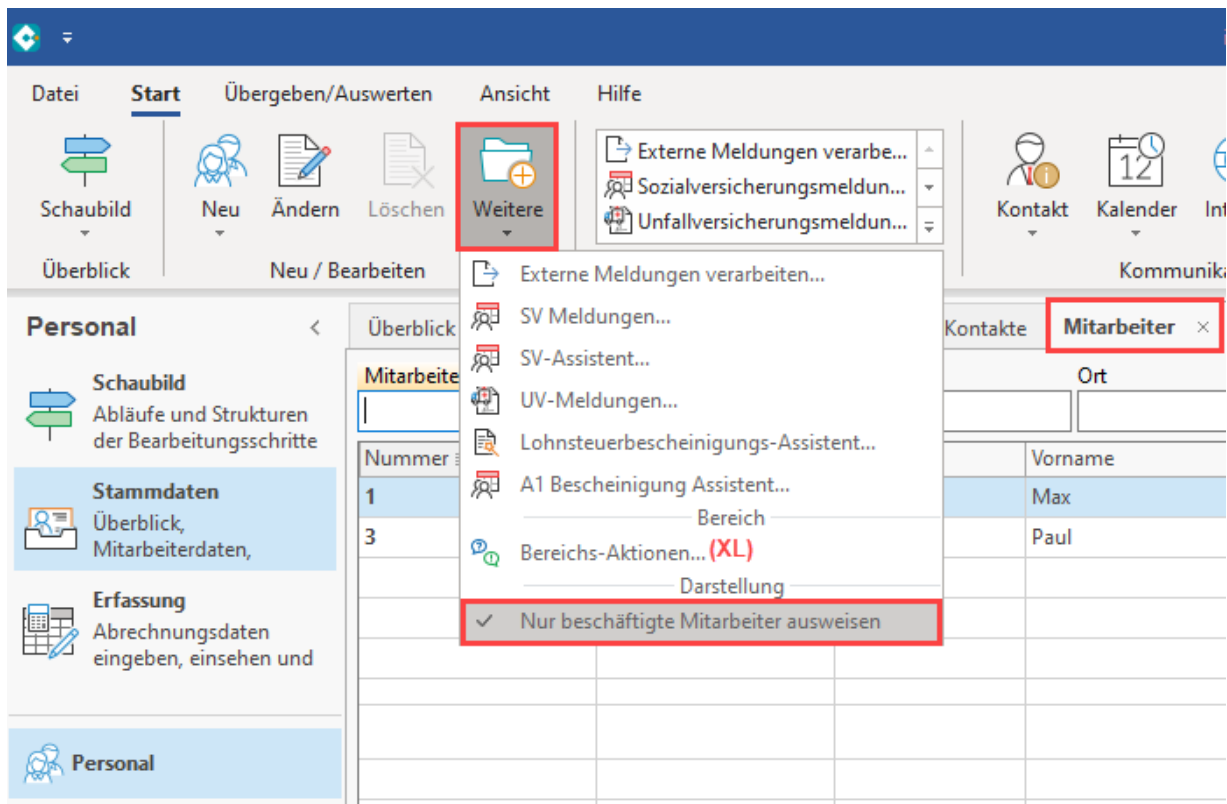 Datei Start Übergeben/Auswerten Ansicht Hilfe
Schaubild
Neu
Ändern
Löschen
Weitere
Externe Meldungen verarbe...
Sozialversicherungsmeldun...
Unfallversicherungsmeldun...
Kontakt
12
Kalender
Überblick
Neu / Bearbeiten
Personal
Schaubild
Abläufe und Strukturen
der Bearbeitungsschritte
Stammdaten
Überblick,
Mitarbeiterdaten,
Erfassung
Abrechnungsdaten
eingeben, einsehen und
Personal
Externe Meldungen verarbeiten...
SV Meldungen...
SV-Assistent...
UV-Meldungen...
Lohnsteuerbescheinigungs-Assistent...
A1 Bescheinigung Assistent...
Bereich
Bereichs-Aktionen... (XL)
Darstellung
Nur beschäftigte Mitarbeiter ausweisen
Überblick
Kontakte
Mitarbeiter
Ort
Nummer
Vorname
1
Max
3
Paul